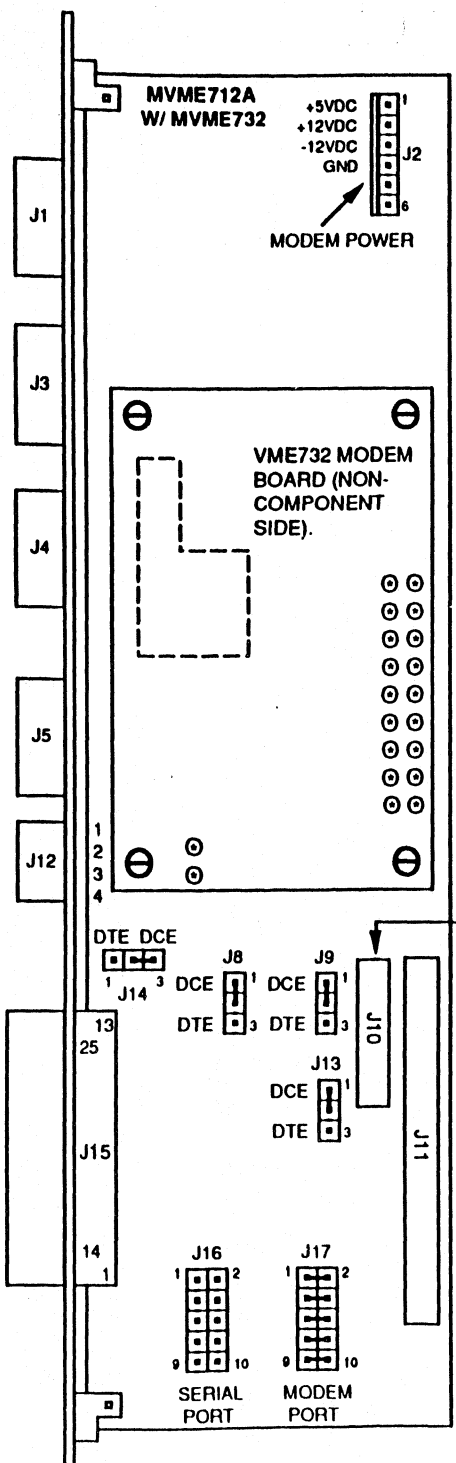 MVME712A
W/ MVME732
+5VDC
+12VDC
-12VDC
GND
1
J2
6
MODEM POWER
J1
J3
J4
J5
J12
VME732 MODEM
BOARD (NON-
COMPONENT
SIDE).
1
2
3
4
DTE DCE
1 3
J14
J8
DCE 1
DTE 3
J9
DCE 1
DTE 3
J10
J13
DCE 1
DTE 3
J11
13
25
J15
14
1
J16
1 2
9 10
SERIAL
PORT
J17
1 2
9 10
MODEM
PORT